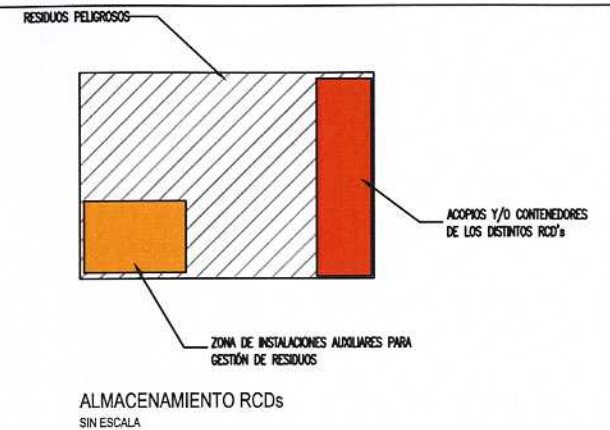 RESIDUOS PELIGROSOS
ACOPIOS Y/O CONTENEDORES
DE LOS DISTINTOS RCD's
ZONA DE INSTALACIONES AUXILIARES PARA
GESTIÓN DE RESIDUOS
ALMACENAMIENTO RCDs
SIN ESCALA